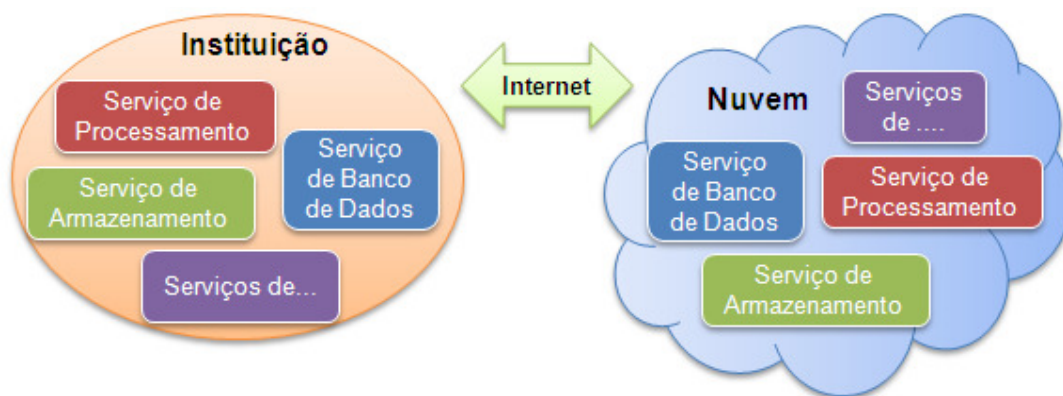 Instituição
Serviço de
Processamento
Serviço
de Banco
de Dados
Serviço de
Armazenamento
Serviços de...
Internet
Nuvem
Serviços
de ....
Serviço
de Banco
de Dados
Serviço de
Processamento
Serviço de
Armazenamento